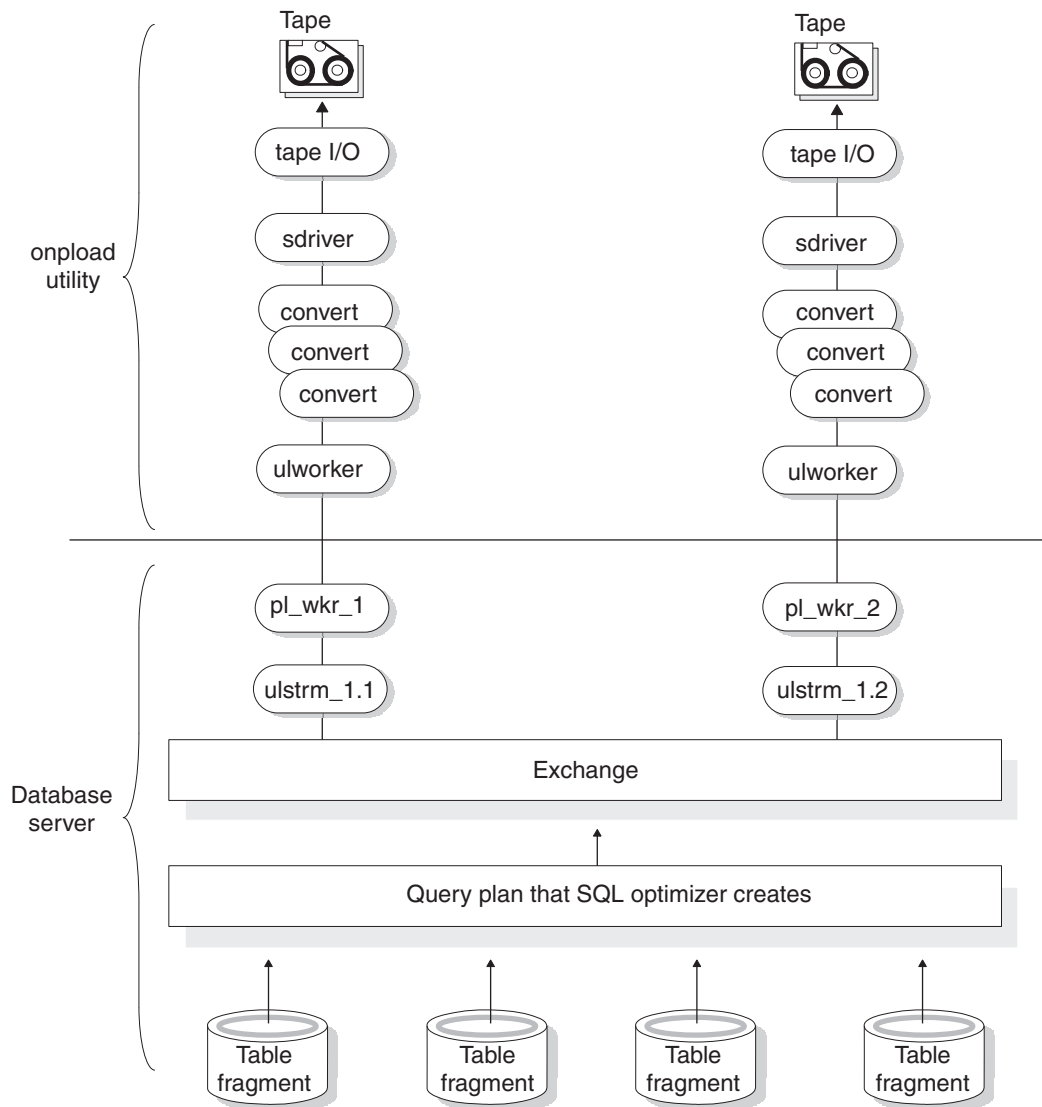 Tape
Tape
tape I/O
tape I/O
sdriver
sdriver
onpload
utility
convert
convert
convert
convert
convert
convert
ulworker
ulworker
pl_wkr_1
pl_wkr_2
ulstrm_1.1
ulstrm_1.2
Exchange
Database
server
Query plan that SQL optimizer creates
Table
fragment
Table
fragment
Table
fragment
Table
fragment